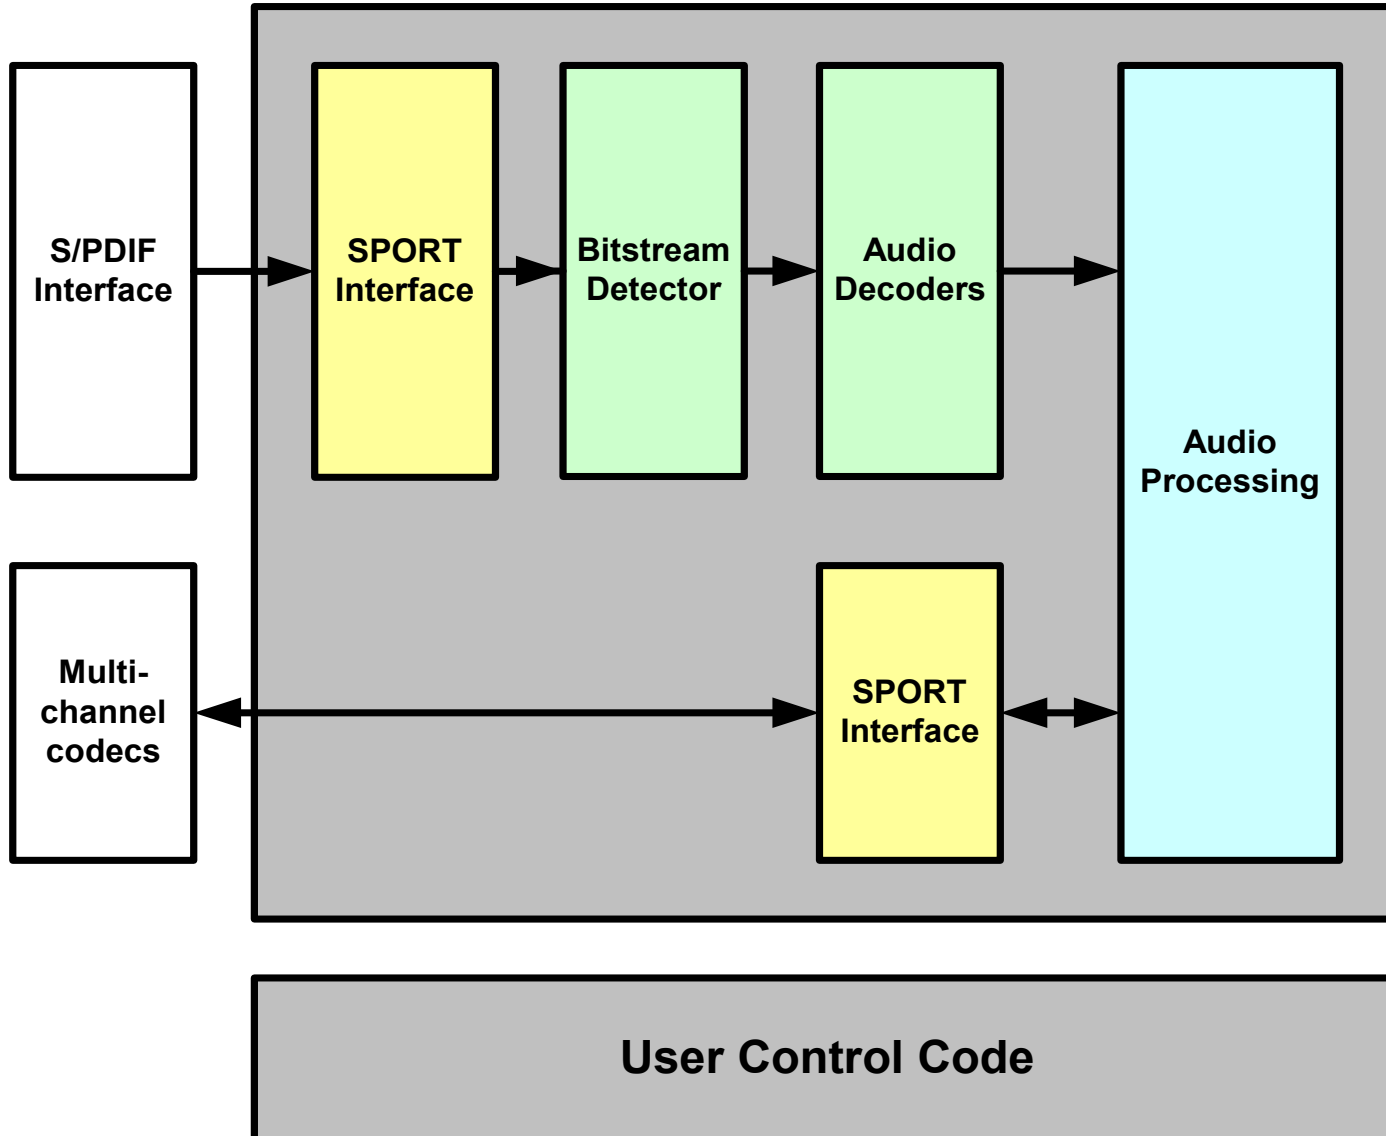 S/PDIF
Interface
SPORT
Interface
Bitstream
Detector
Audio
Decoders
Audio
Processing
Multi-
channel
codecs
SPORT
Interface
User Control Code